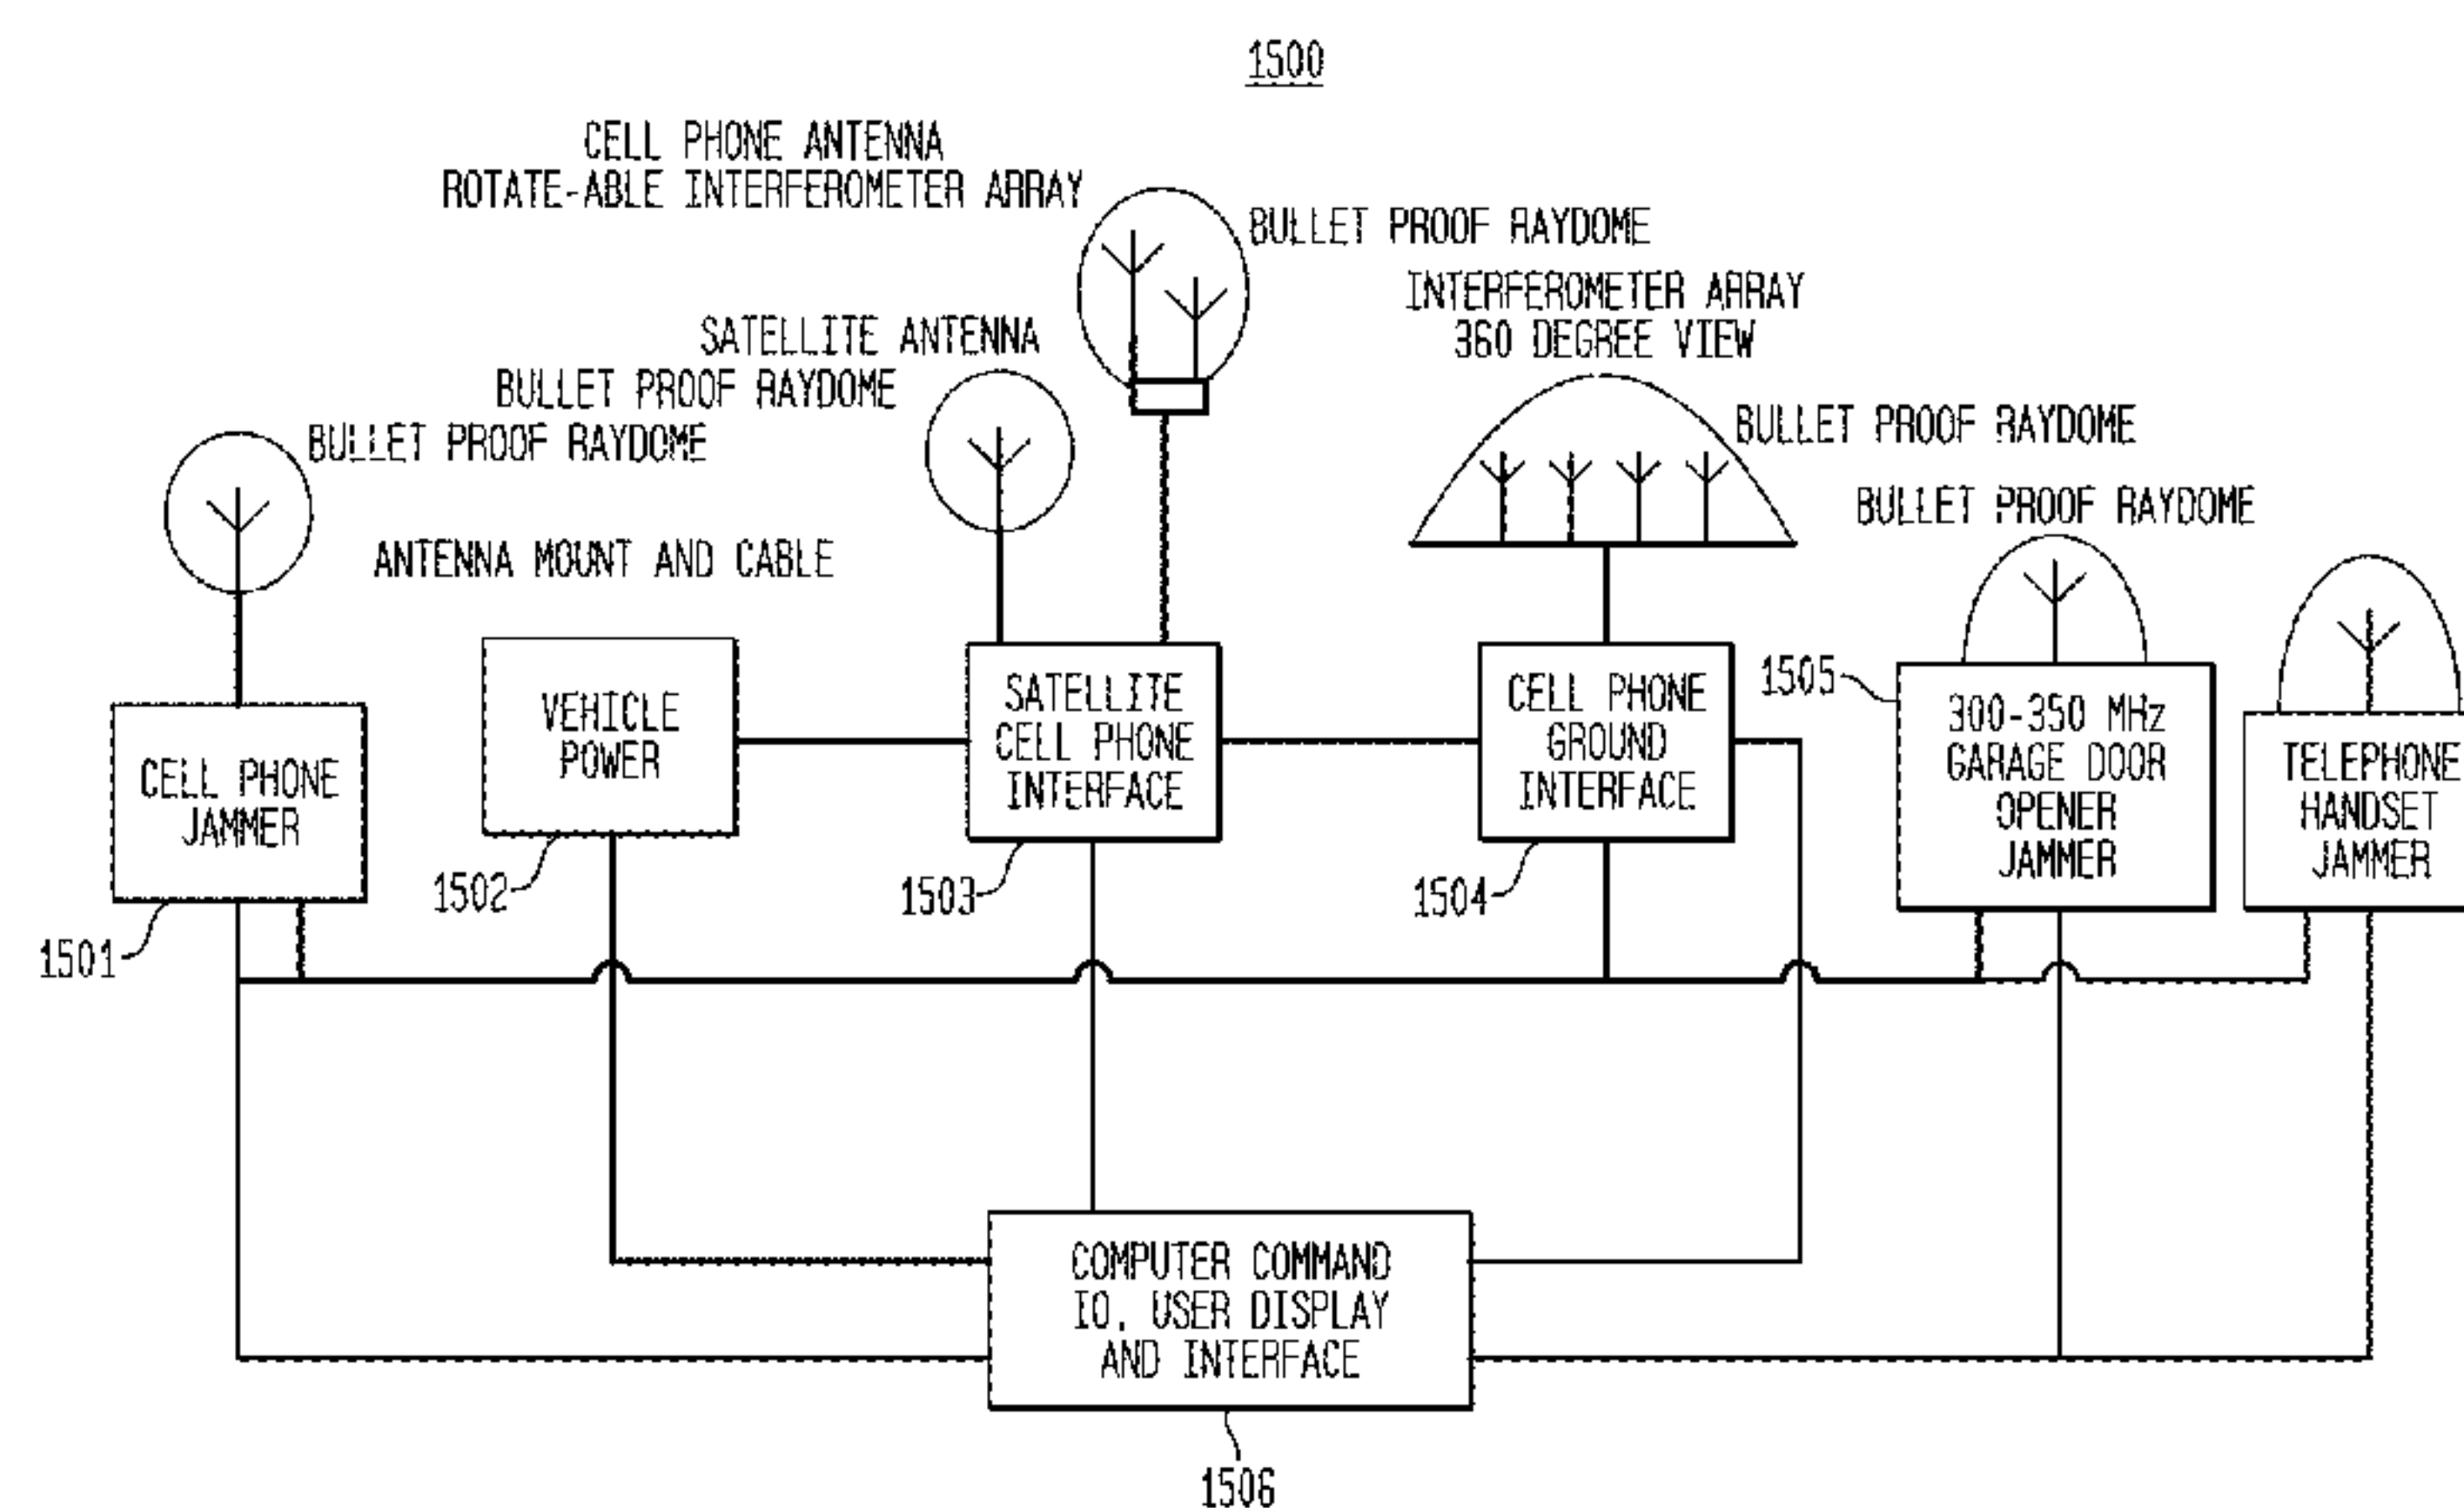 1500
CELL PHONE ANTENNA
ROTATE-ABLE INTERFEROMETER ARRAY
BULLET PROOF RAYDOME
INTERFEROMETER ARRAY
360 DEGREE VIEW
SATELLITE ANTENNA
BULLET PROOF RAYDOME
BULLET PROOF RAYDOME
BULLET PROOF RAYDOME
BULLET PROOF RAYDOME
ANTENNA MOUNT AND CABLE
CELL PHONE
JAMMER
1501
VEHICLE
POWER
1502
SATELLITE
CELL PHONE
INTERFACE
1503
CELL PHONE
GROUND
INTERFACE
1504
1505
300-350 MHz
GARAGE DOOR
OPENER
JAMMER
TELEPHONE
HANDSET
JAMMER
COMPUTER COMMAND
IO, USER DISPLAY
AND INTERFACE
1506